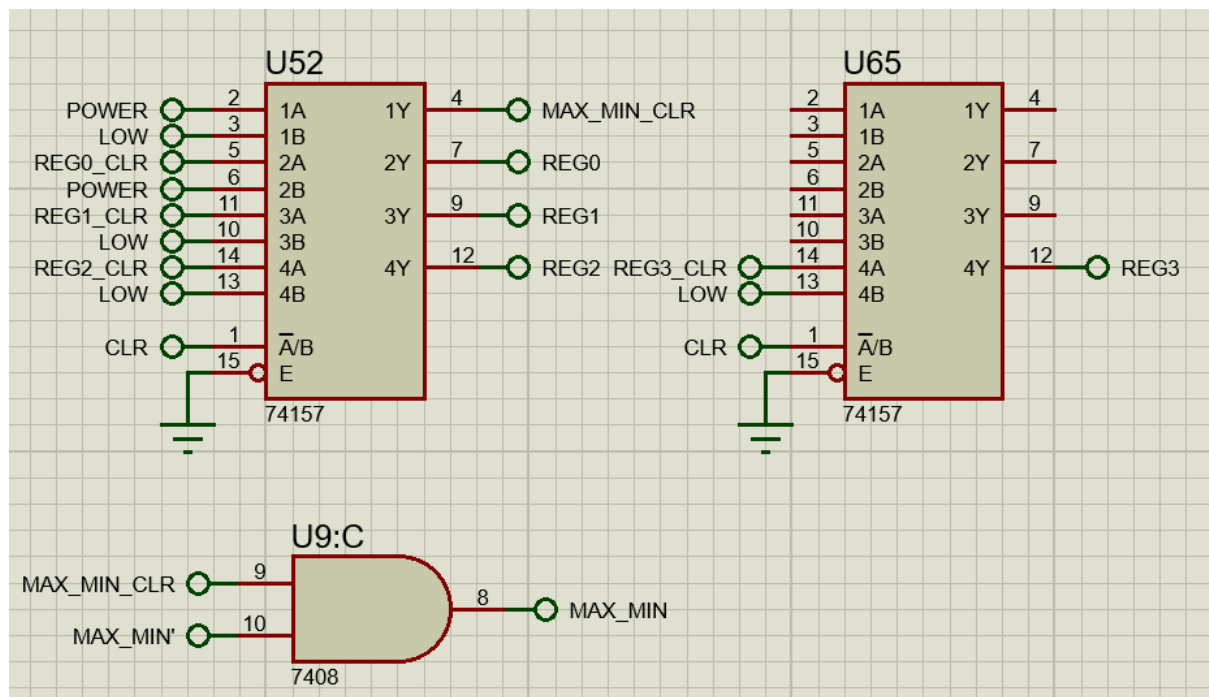 U52
POWER 2 1A 1Y 4 MAX_MIN_CLR
LOW 3 1B
REG0_CLR 5 2A 2Y 7 REG0
POWER 6 2B
REG1_CLR 11 3A 3Y 9 REG1
LOW 10 3B
REG2_CLR 14 4A 4Y 12 REG2
LOW 13 4B
CLR 1 A̅/B
15 E
74157
U65
2 1A 1Y 4
3 1B
5 2A 2Y 7
6 2B
11 3A 3Y 9
10 3B
REG3_CLR 14 4A 4Y 12 REG3
LOW 13 4B
CLR 1 A̅/B
15 E
74157
U9:C
MAX_MIN_CLR 9
8 MAX_MIN
MAX_MIN' 10
7408